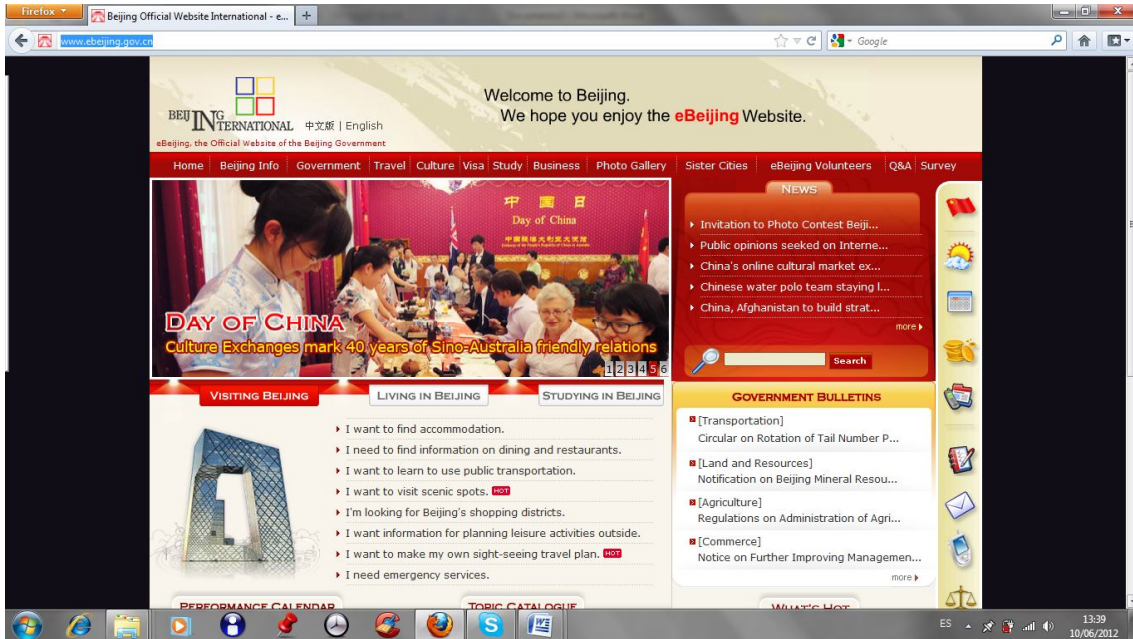 Firefox
Beijing Official Website International - e...
www.ebeijing.gov.cn
Google
BEIJING
INTERNATIONAL
中文版 | English
eBeijing, the Official Website of the Beijing Government
Welcome to Beijing.
We hope you enjoy the eBeijing Website.
Home Beijing Info Government Travel Culture Visa Study Business Photo Gallery Sister Cities eBeijing Volunteers Q&A Survey
中国日
Day of China
DAY OF CHINA
Culture Exchanges mark 40 years of Sino-Australia friendly relations
1 2 3 4 5 6
NEWS
Invitation to Photo Contest Beiji...
Public opinions seeked on Interne...
China's online cultural market ex...
Chinese water polo team staying l...
China, Afghanistan to build strat...
more
Search
VISITING BEIJING
LIVING IN BEIJING
STUDYING IN BEIJING
I want to find accommodation.
I need to find information on dining and restaurants.
I want to learn to use public transportation.
I want to visit scenic spots. HOT
I'm looking for Beijing's shopping districts.
I want information for planning leisure activities outside.
I want to make my own sight-seeing travel plan. HOT
I need emergency services.
GOVERNMENT BULLETINS
[Transportation]
Circular on Rotation of Tail Number P...
[Land and Resources]
Notification on Beijing Mineral Resou...
[Agriculture]
Regulations on Administration of Agri...
[Commerce]
Notice on Further Improving Managemen...
more
PERFORMANCE CALENDAR
TOPIC CATALOGUE
WHAT'S HOT
ES
13:39
10/06/2012